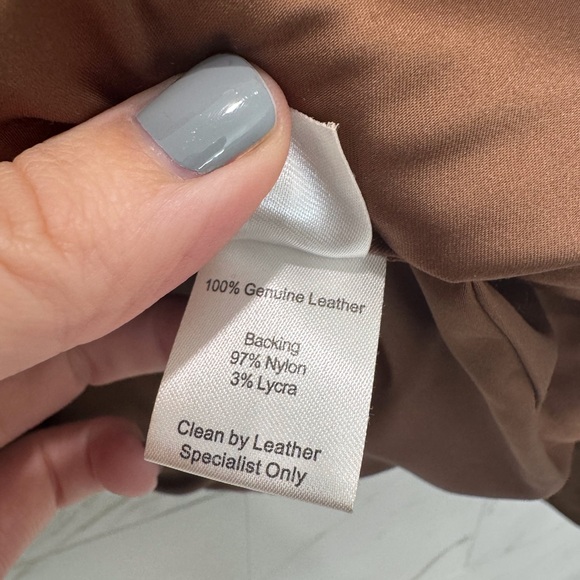 100% Genuine Leather
Backing
97% Nylon
3% Lycra
Clean by Leather
Specialist Only